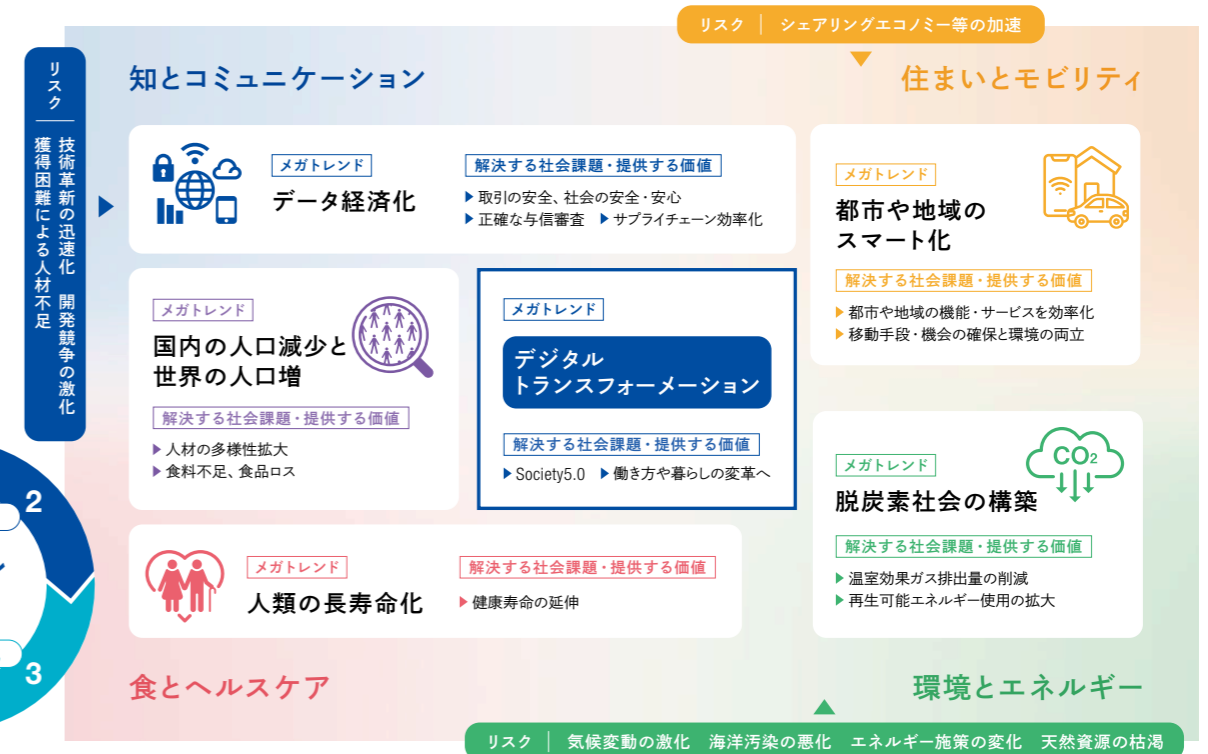 リスク│シェアリングエコノミー等の加速
リスク
技術革新の迅速化　開発競争の激化
獲得困難による人材不足
知とコミュニケーション
住まいとモビリティ
メガトレンド
データ経済化
解決する社会課題・提供する価値
▶取引の安全、社会の安全・安心
▶正確な与信審査　▶サプライチェーン効率化
メガトレンド
都市や地域の
スマート化
解決する社会課題・提供する価値
▶都市や地域の機能・サービスを効率化
▶移動手段・機会の確保と環境の両立
メガトレンド
国内の人口減少と
世界の人口増
解決する社会課題・提供する価値
▶人材の多様性拡大
▶食料不足、食品ロス
メガトレンド
デジタル
トランスフォーメーション
解決する社会課題・提供する価値
▶Society5.0　▶働き方や暮らしの変革へ
CO2
メガトレンド
脱炭素社会の構築
解決する社会課題・提供する価値
▶温室効果ガス排出量の削減
▶再生可能エネルギー使用の拡大
2
3
メガトレンド
人類の長寿命化
解決する社会課題・提供する価値
▶健康寿命の延伸
食とヘルスケア
環境とエネルギー
リスク│気候変動の激化　海洋汚染の悪化　エネルギー施策の変化　天然資源の枯渇